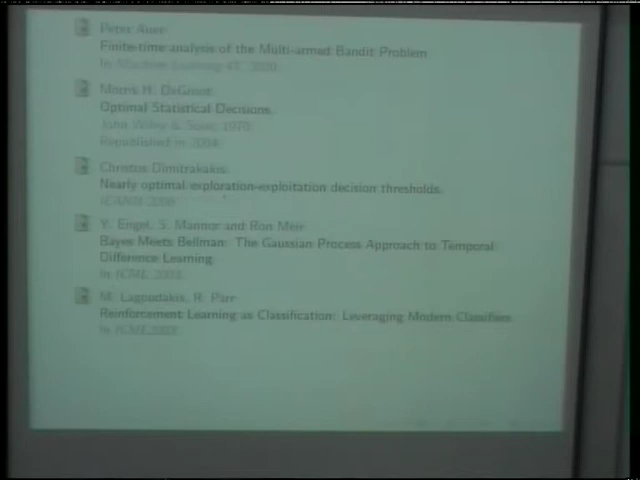 Peter Auer
Finite-time analysis of the Multi-armed Bandit Problem
In Machine Learning 47,
Morris H. DeGroot
Optimal Statistical Decisions.
John Wiley & Sons, 1970.
Republished in 2004.
Christos Dimitrakakis.
Nearly optimal exploration-exploitation decision thresholds.
ICANN 2006
Y. Engel, S. Mannor and Ron Meir
Bayes Meets Bellman: The Gaussian Process Approach to Temporal
Difference Learning
In ICML 2003.
M. Lagoudakis, R. Parr
Reinforcement Learning as Classification: Leveraging Modern Classifiers.
In ICML 2003.